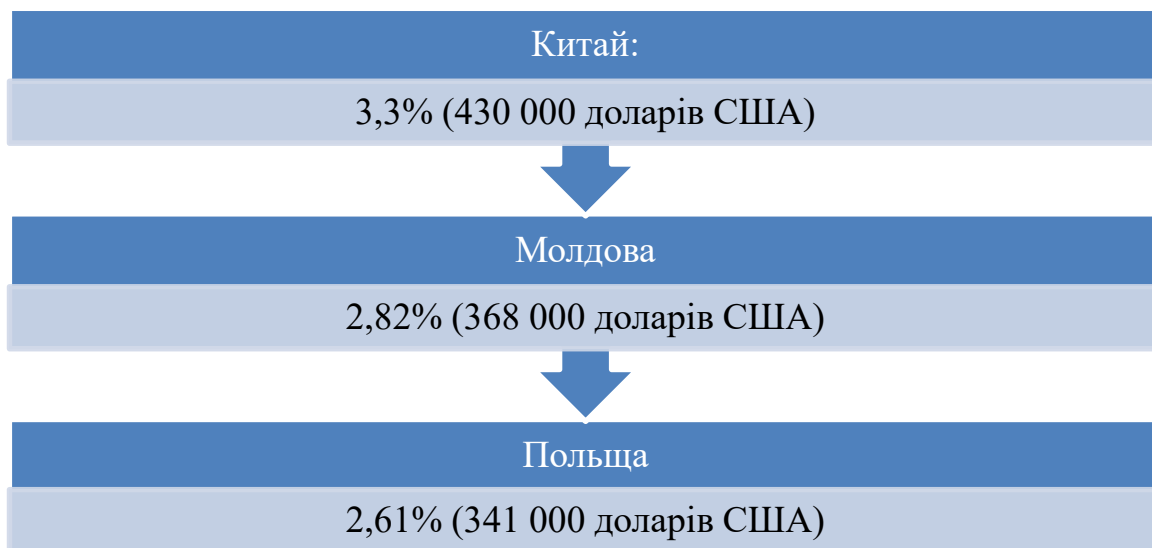 Китай:
3,3% (430 000 доларів США)
Молдова
2,82% (368 000 доларів США)
Польща
2,61% (341 000 доларів США)